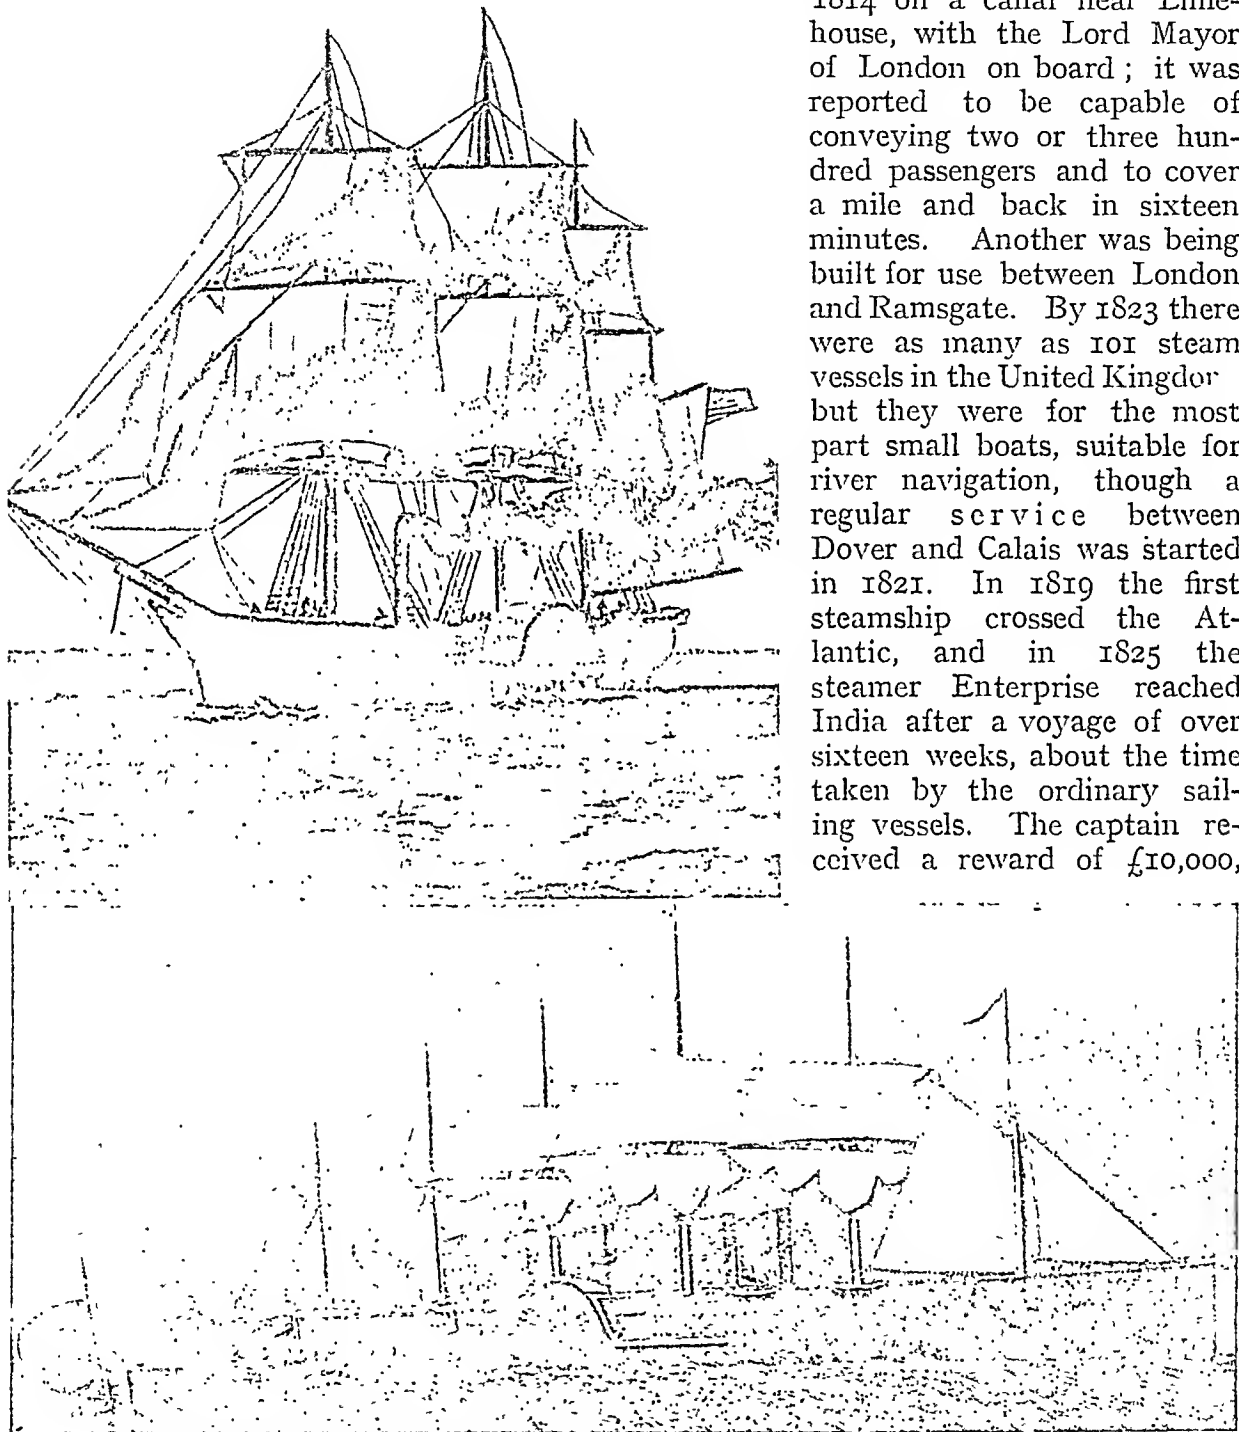 1814 on a canal near Lime-
house, with the Lord Mayor
of London on board ; it was
reported to be capable of
conveying two or three hun-
dred passengers and to cover
a mile and back in sixteen
minutes. Another was being
built for use between London
and Ramsgate. By 1823 there
were as many as 101 steam
vessels in the United Kingdor
but they were for the most
part small boats, suitable for
river navigation, though a
regular service between
Dover and Calais was started
in 1821. In 1819 the first
steamship crossed the At-
lantic, and in 1825 the
steamer Enterprise reached
India after a voyage of over
sixteen weeks, about the time
taken by the ordinary sail-
ing vessels. The captain re-
ceived a reward of £10,000,